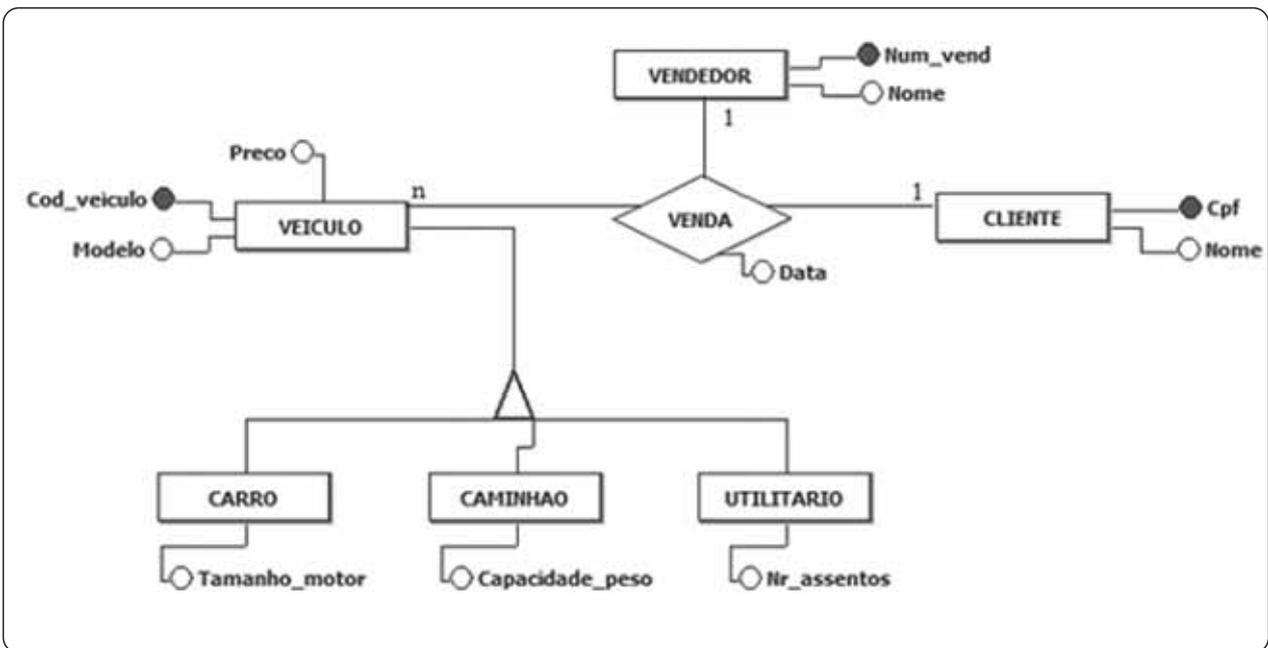 Num_vend
VENDEDOR
Nome
1
Preco
Cod_veiculo
n
1
Cpf
VEICULO
VENDA
CLIENTE
Modelo
Nome
Data
CARRO
CAMINHAO
UTILITARIO
Tamanho_motor
Capacidade_peso
Nr_assentos